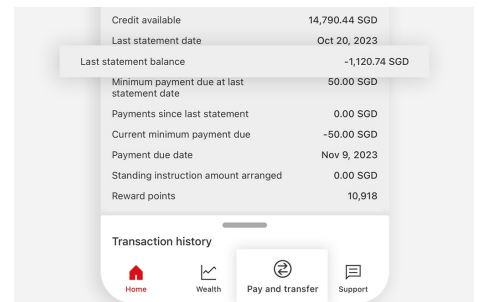 Credit available 14,790.44 SGD
Last statement date Oct 20, 2023
Last statement balance -1,120.74 SGD
Minimum payment due at last 50.00 SGD
statement date
Payments since last statement 0.00 SGD
Current minimum payment due -50.00 SGD
Payment due date Nov 9, 2023
Standing instruction amount arranged 0.00 SGD
Reward points 10,918
Transaction history
Home Wealth Pay and transfer Support